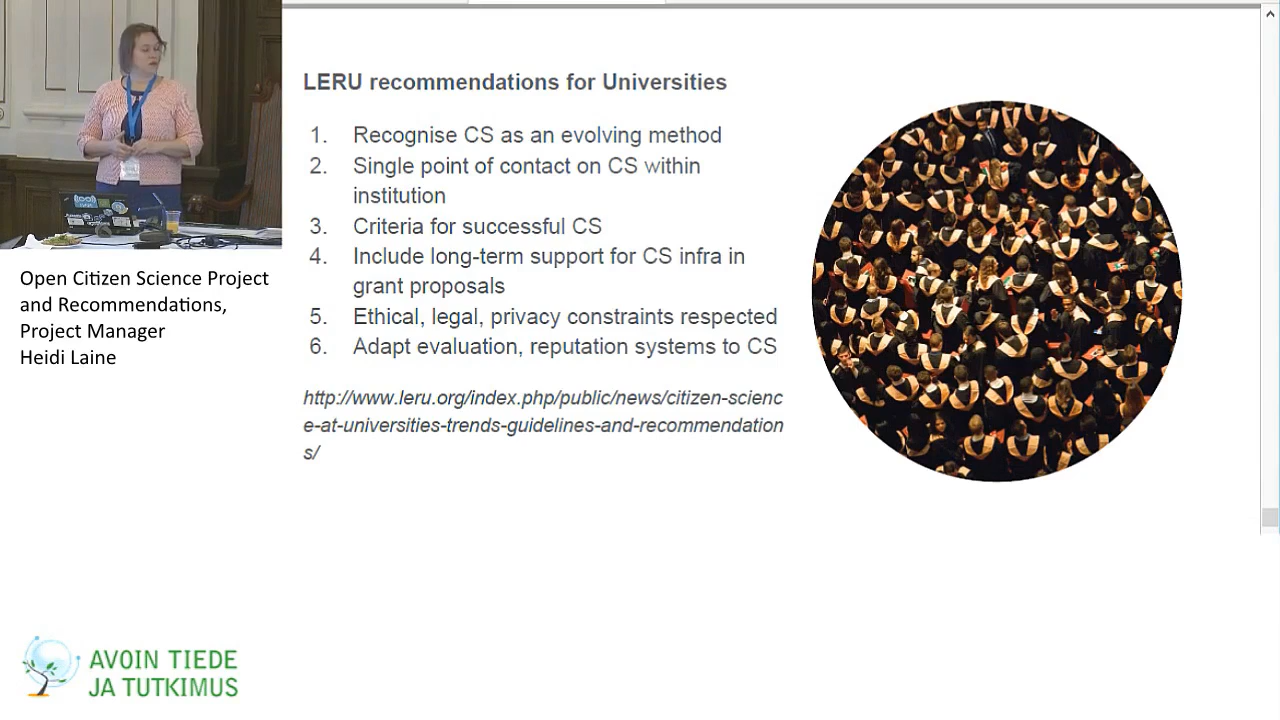 LERU recommendations for Universities
1. Recognise CS as an evolving method
2. Single point of contact on CS within
institution
3. Criteria for successful CS
4. Include long-term support for CS infra in
grant proposals
5. Ethical, legal, privacy constraints respected
6. Adapt evaluation, reputation systems to CS
http://www.leru.org/index.php/public/news/citizen-scienc
e-at-universities-trends-guidelines-and-recommendation
s/
Open Citizen Science Project
and Recommendations,
Project Manager
Heidi Laine
AVOIN TIEDE
JA TUTKIMUS